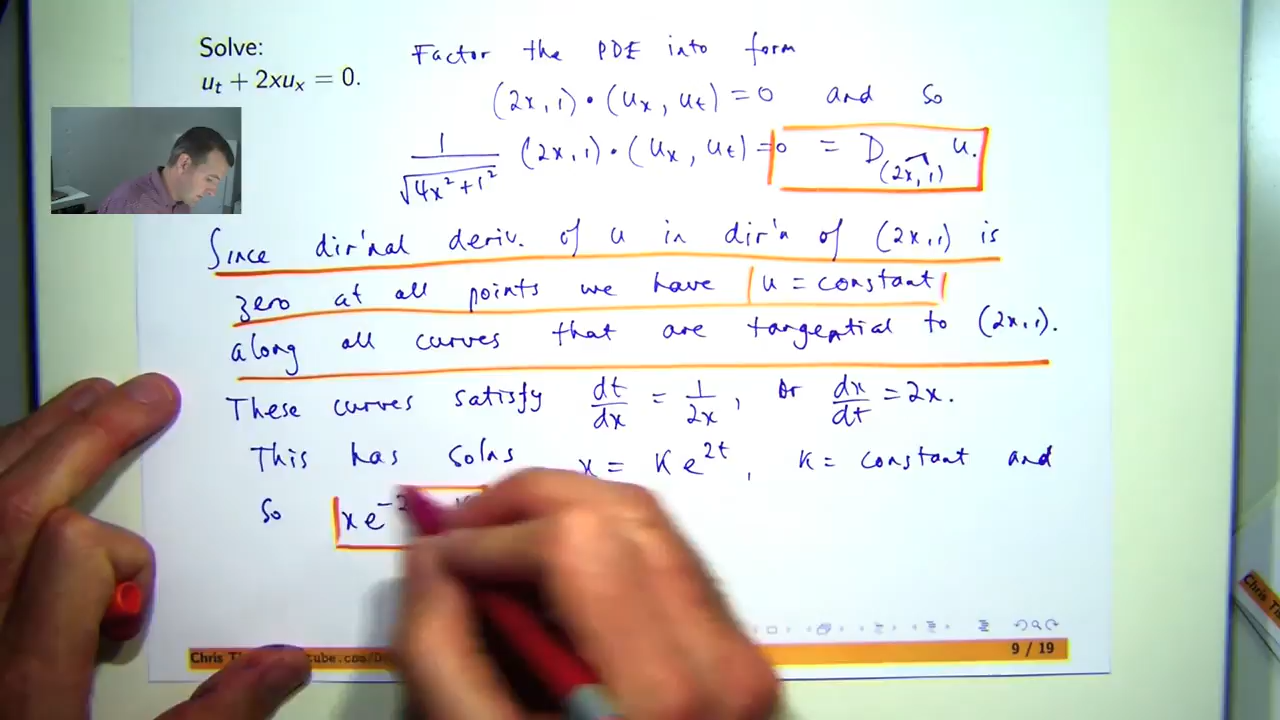 Solve:
u_t + 2xu_x = 0.
Factor the PDE into form
(2x, 1) • (u_x, u_t) = 0 and so
1/√(4x² + 1²) (2x, 1) • (u_x, u_t) = 0 = D_(2x, 1) u.
Since dir'nal deriv. of u in dir'n of (2x, 1) is
zero at all points we have | u = constant |
along all curves that are tangential to (2x, 1).
These curves satisfy dt/dx = 1/2x, or dx/dt = 2x.
This has solns x = Ke^2t, K = constant and
so xe^-2
Chris
9 / 19